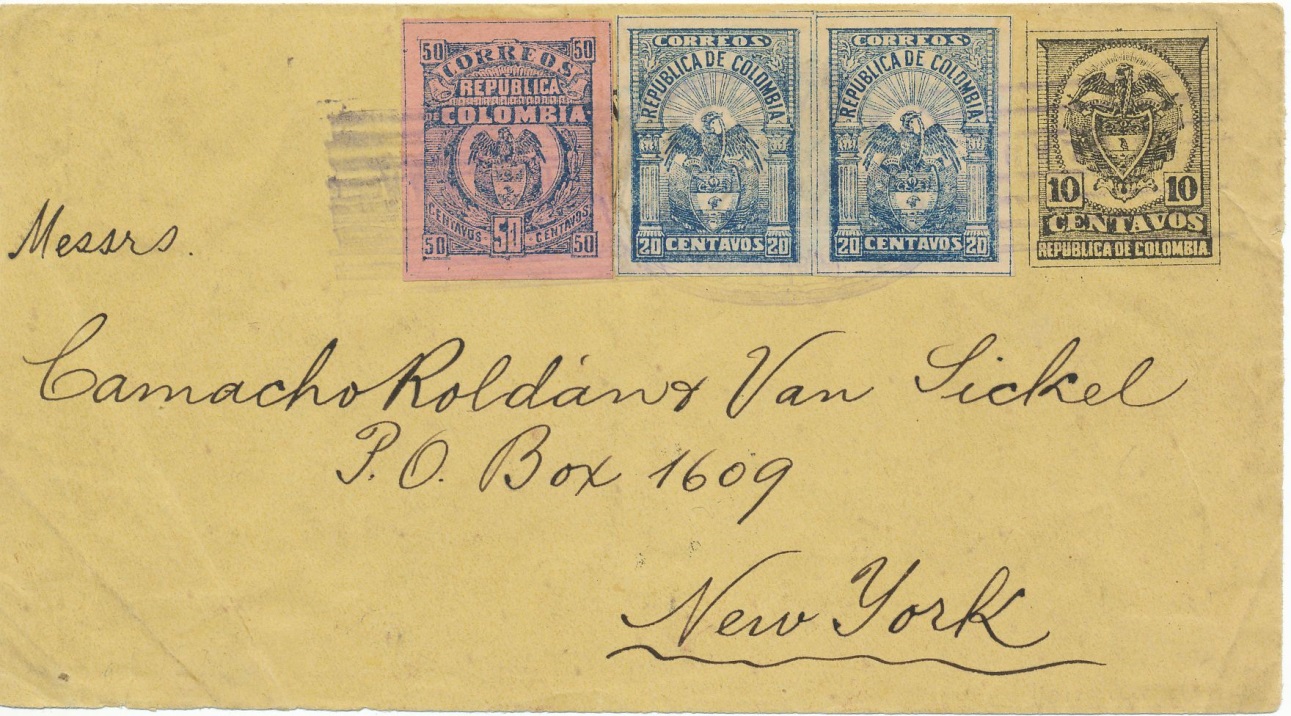 50 50
CORREOS
REPUBLICA
DE COLOMBIA
CENTAVOS 50 CENTAVOS
50 50
CORREOS
REPUBLICA DE COLOMBIA
20 CENTAVOS 20
CORREOS
REPUBLICA DE COLOMBIA
20 CENTAVOS 20
10 10
CENTAVOS
REPUBLICA DE COLOMBIA.
Messrs.
Camacho Roldán & Van Sickel
P.O. Box 1609
New York